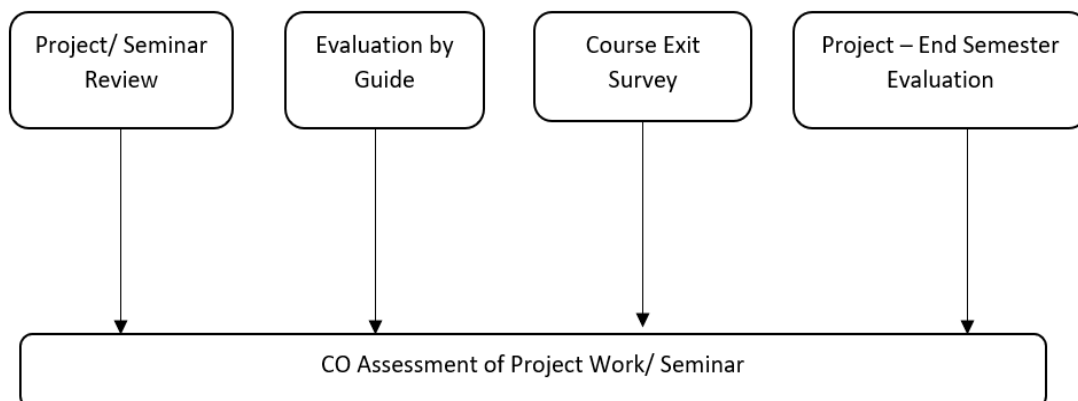 Project/ Seminar
Review
Evaluation by
Guide
Course Exit
Survey
Project – End Semester
Evaluation
CO Assessment of Project Work/ Seminar